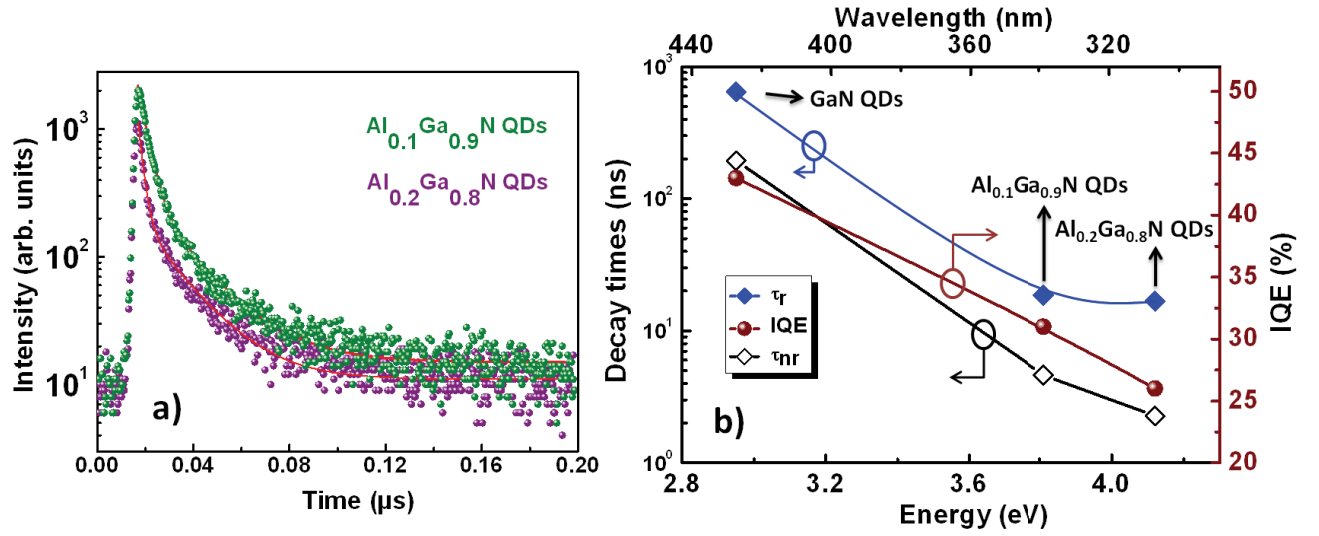 Al0.1Ga0.9N QDs
Al0.2Ga0.8N QDs
10³
10²
10¹
Intensity (arb. units)
a)
0.00 0.04 0.08 0.12 0.16 0.20
Time (µs)
Wavelength (nm)
440 400 360 320
10³
10²
10¹
10⁰
Decay times (ns)
GaN QDs
Al0.1Ga0.9N QDs
Al0.2Ga0.8N QDs
τr
IQE
τnr
b)
50
45
40
35
30
25
20
IQE (%)
2.8 3.2 3.6 4.0
Energy (eV)